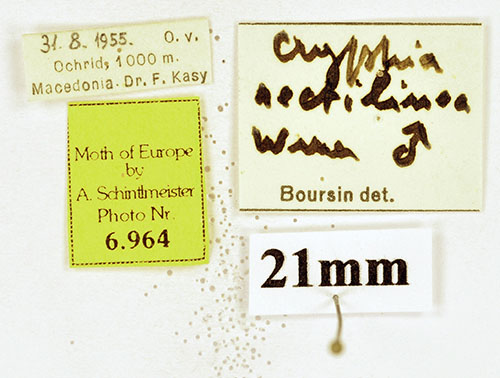 31. 8. 1955. O. v.
Ochrid, 1000 m.
Macedonia. Dr. F. Kasy
Cryphia
rectilinea
♂
Boursin det.
Moth of Europe
by
A. Schintlmeister
Photo Nr.
6.964
21mm